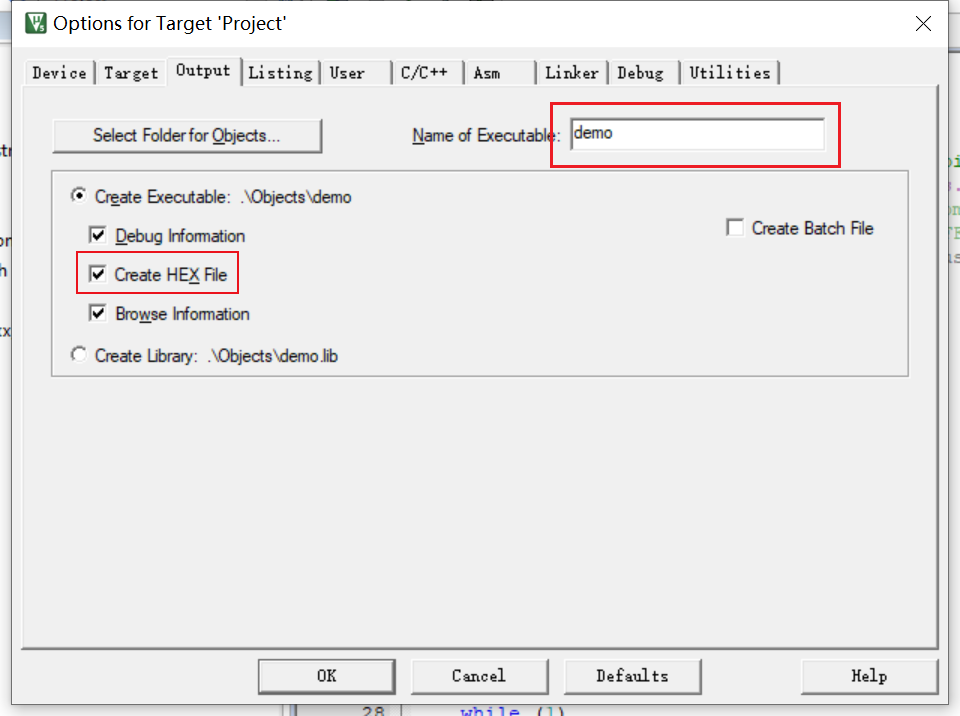 Options for Target 'Project'
Device Target Output Listing User C/C++ Asm Linker Debug Utilities
Select Folder for Objects... Name of Executable: demo
Create Executable: .\Objects\demo
Debug Information Create Batch File
Create HEX File
Browse Information
Create Library: .\Objects\demo.lib
OK Cancel Defaults Help
28 while (1)